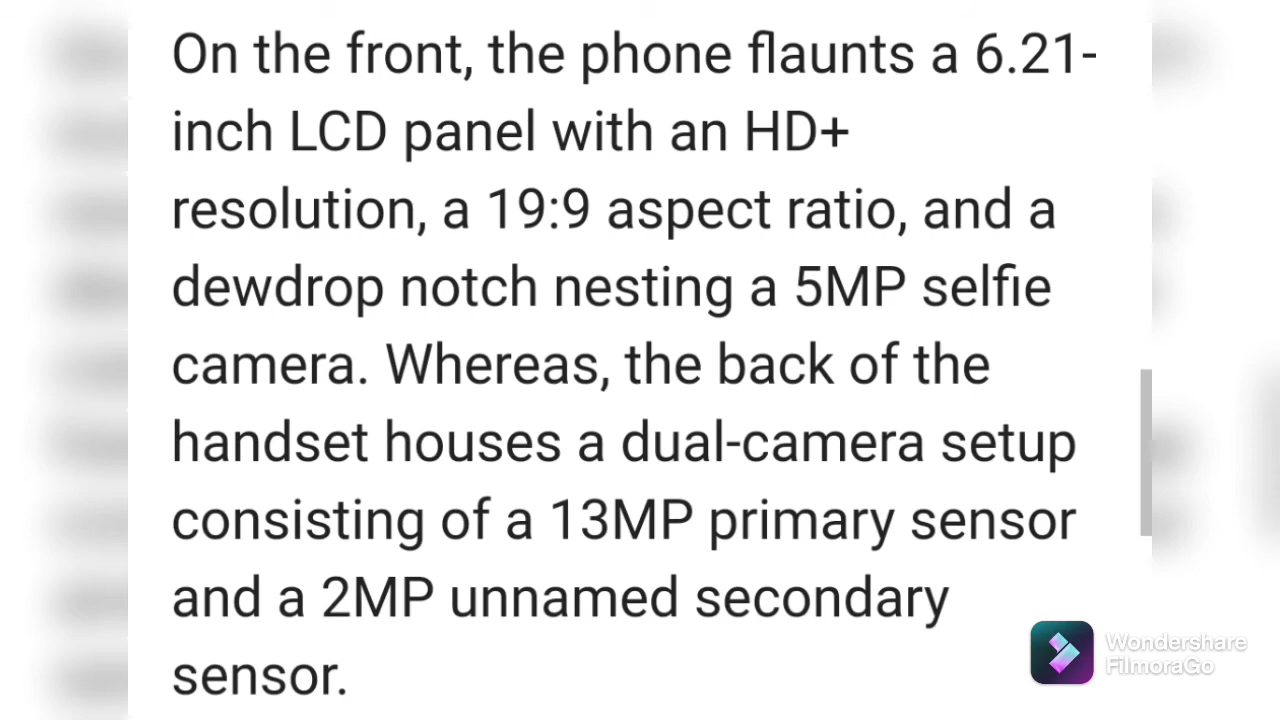 On the front, the phone flaunts a 6.21-
inch LCD panel with an HD+
resolution, a 19:9 aspect ratio, and a
dewdrop notch nesting a 5MP selfie
camera. Whereas, the back of the
handset houses a dual-camera setup
consisting of a 13MP primary sensor
and a 2MP unnamed secondary
sensor.
Wondershare
FilmoraGo